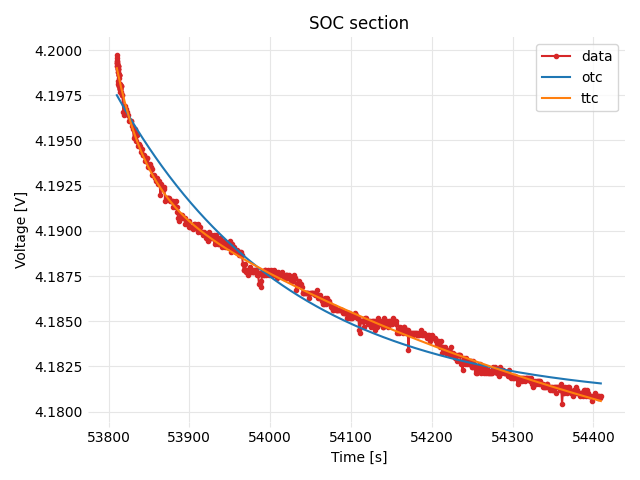 SOC section
4.2000
4.1975
4.1950
4.1925
4.1900
4.1875
4.1850
4.1825
4.1800
Voltage [V]
data
otc
ttc
53800 53900 54000 54100 54200 54300 54400
Time [s]